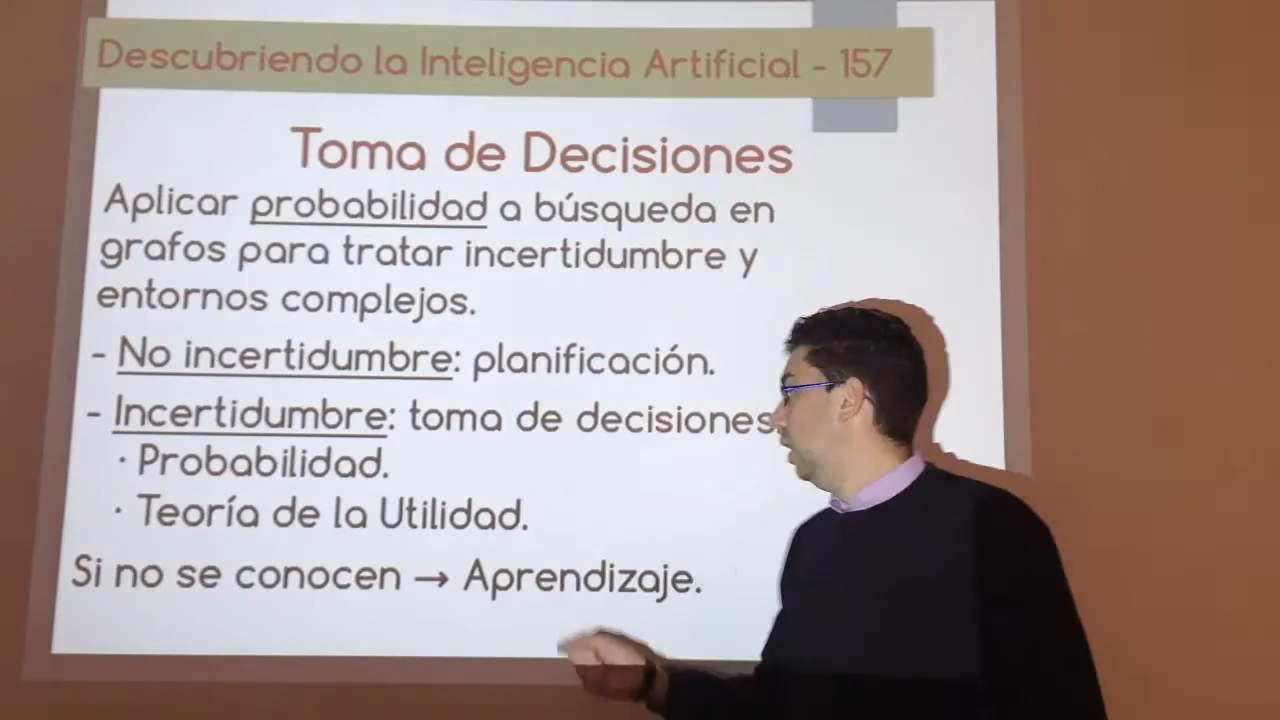 Descubriendo la Inteligencia Artificial - 157
Toma de Decisiones
Aplicar probabilidad a búsqueda en
grafos para tratar incertidumbre y
entornos complejos.
- No incertidumbre: planificación.
- Incertidumbre: toma de decisiones
· Probabilidad.
· Teoría de la Utilidad.
Si no se conocen → Aprendizaje.